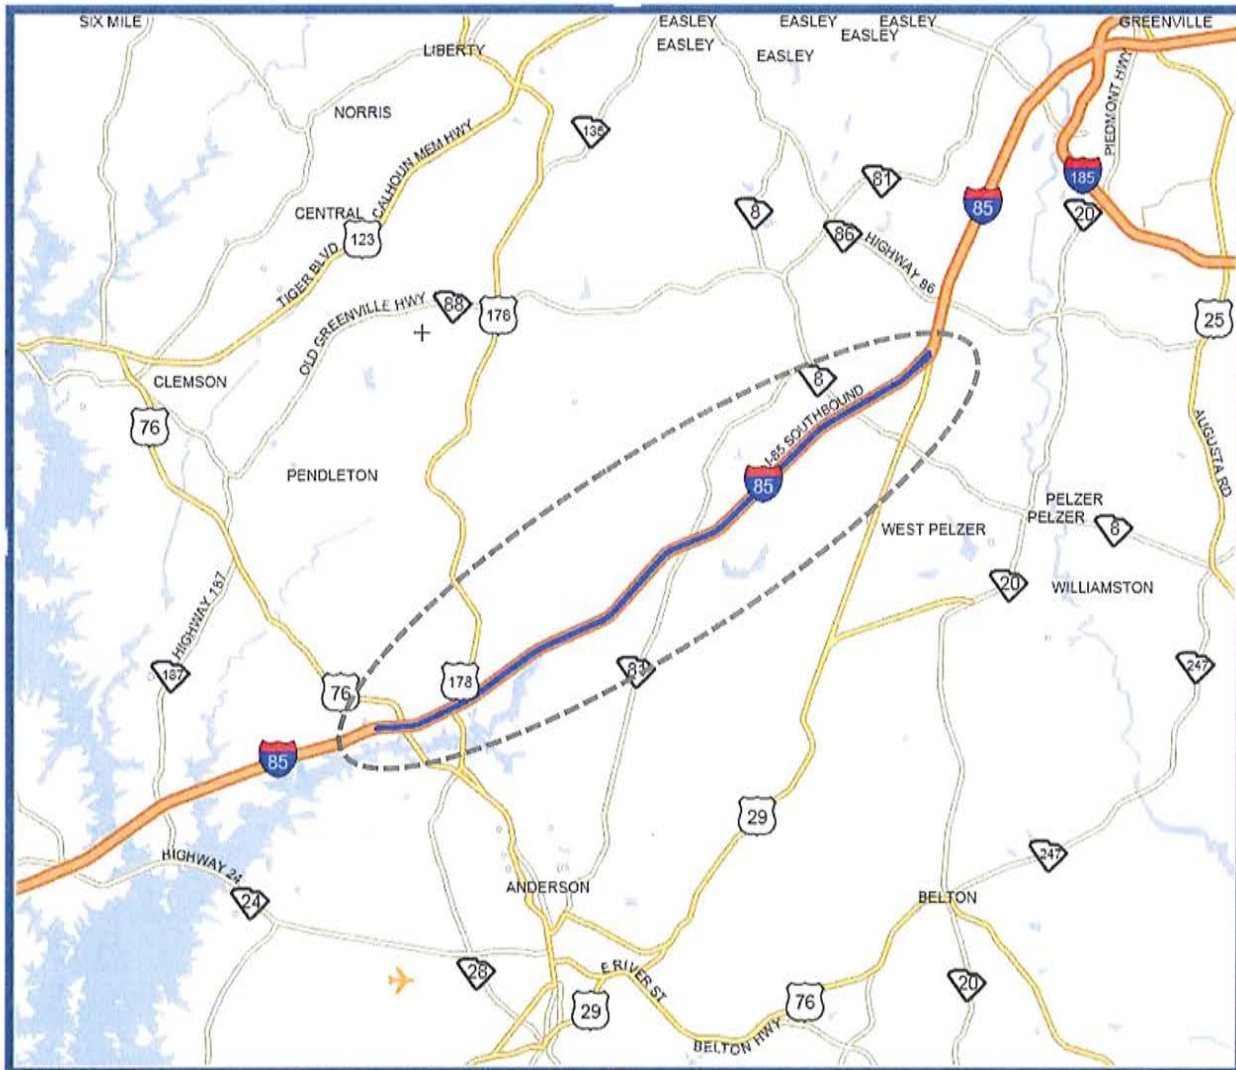 SIX MILE
EASLEY
EASLEY
EASLEY
GREENVILLE
EASLEY
EASLEY
LIBERTY
EASLEY
PIEDMONT HWY
NORRIS
135
CALHOUN MEM HWY
185
81
85
CENTRAL
8
20
123
86
HIGHWAY 86
TIGER BLVD
OLD GREENVILLE HWY
88
178
25
CLEMSON
8
76
I-85 SOUTHBOUND
AUGUSTA RD
PENDLETON
85
PELZER
PELZER
WEST PELZER
8
20
WILLIAMSTON
HIGHWAY 187
187
76
178
81
247
85
29
HIGHWAY 24
247
24
ANDERSON
BELTON
28
E RIVER ST
29
76
20
BELTON HWY